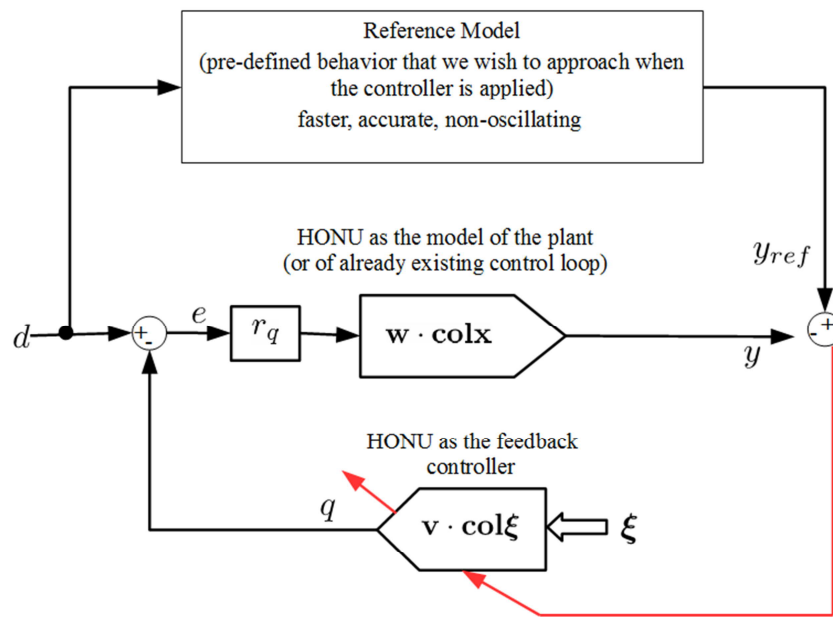 Reference Model
(pre-defined behavior that we wish to approach when
the controller is applied)
faster, accurate, non-oscillating
HONU as the model of the plant
(or of already existing control loop)
y_{ref}
d
+
-
e
r_q
w · colx
y
-
+
HONU as the feedback
controller
q
v · colξ
ξ